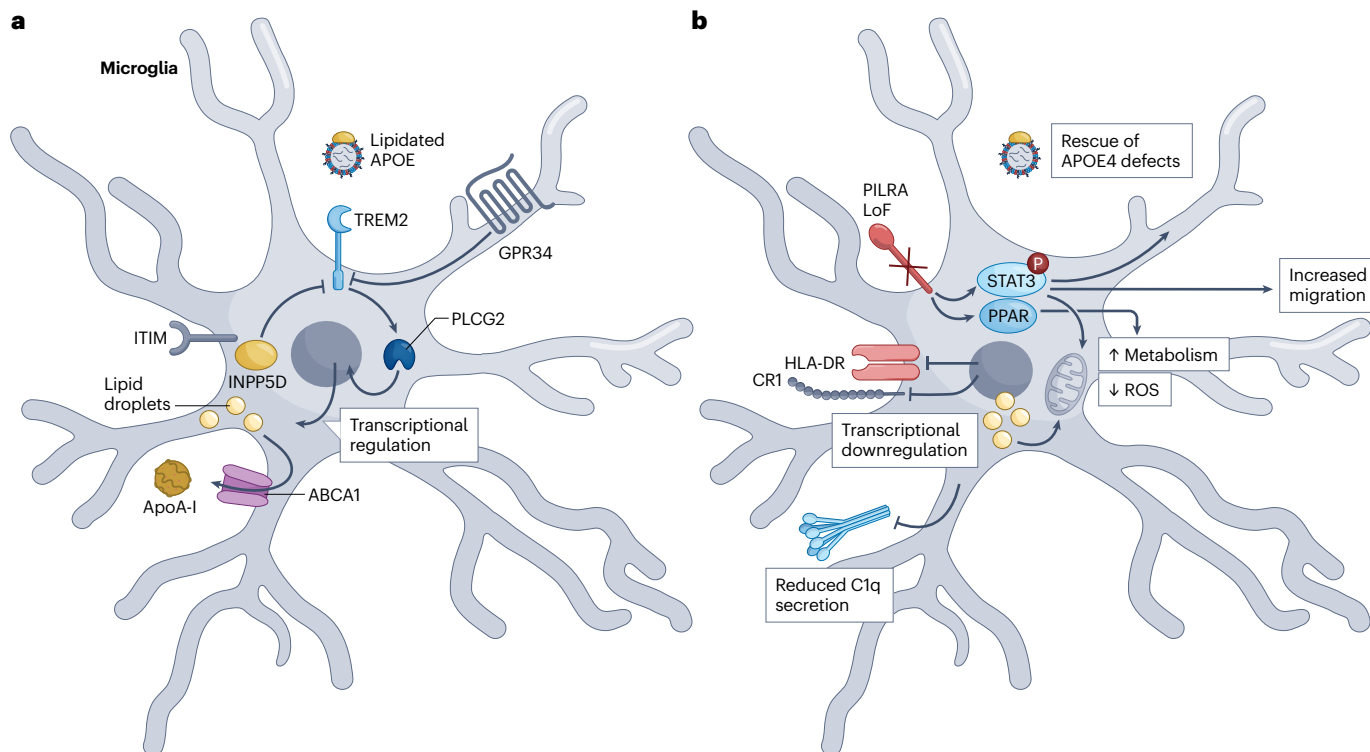 a
Microglia
Lipidated
APOE
TREM2
GPR34
PLCG2
ITIM
INPP5D
Lipid
droplets
Transcriptional
regulation
ApoA-I
ABCA1
b
Rescue of
APOE4 defects
PILRA
LoF
P
STAT3
PPAR
Increased
migration
↑ Metabolism
↓ ROS
HLA-DR
CR1
Transcriptional
downregulation
Reduced C1q
secretion